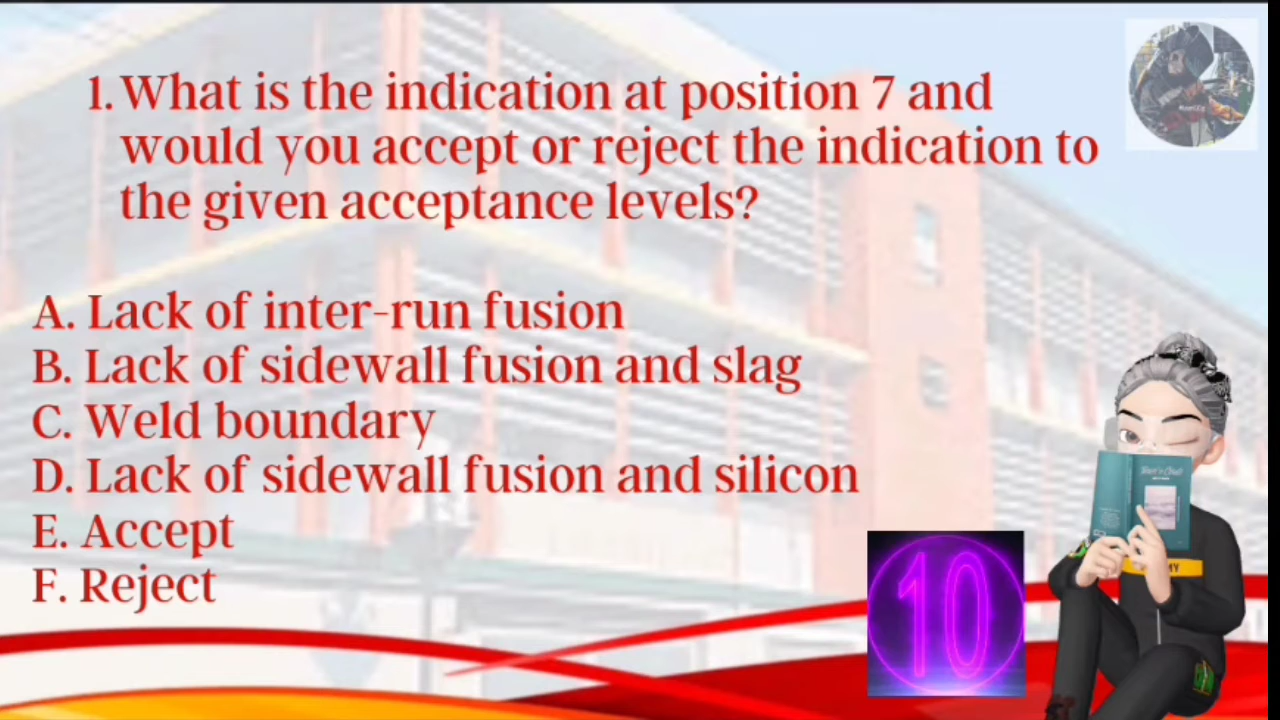 1. What is the indication at position 7 and
would you accept or reject the indication to
the given acceptance levels?
A. Lack of inter-run fusion
B. Lack of sidewall fusion and slag
C. Weld boundary
D. Lack of sidewall fusion and silicon
E. Accept
F. Reject
10